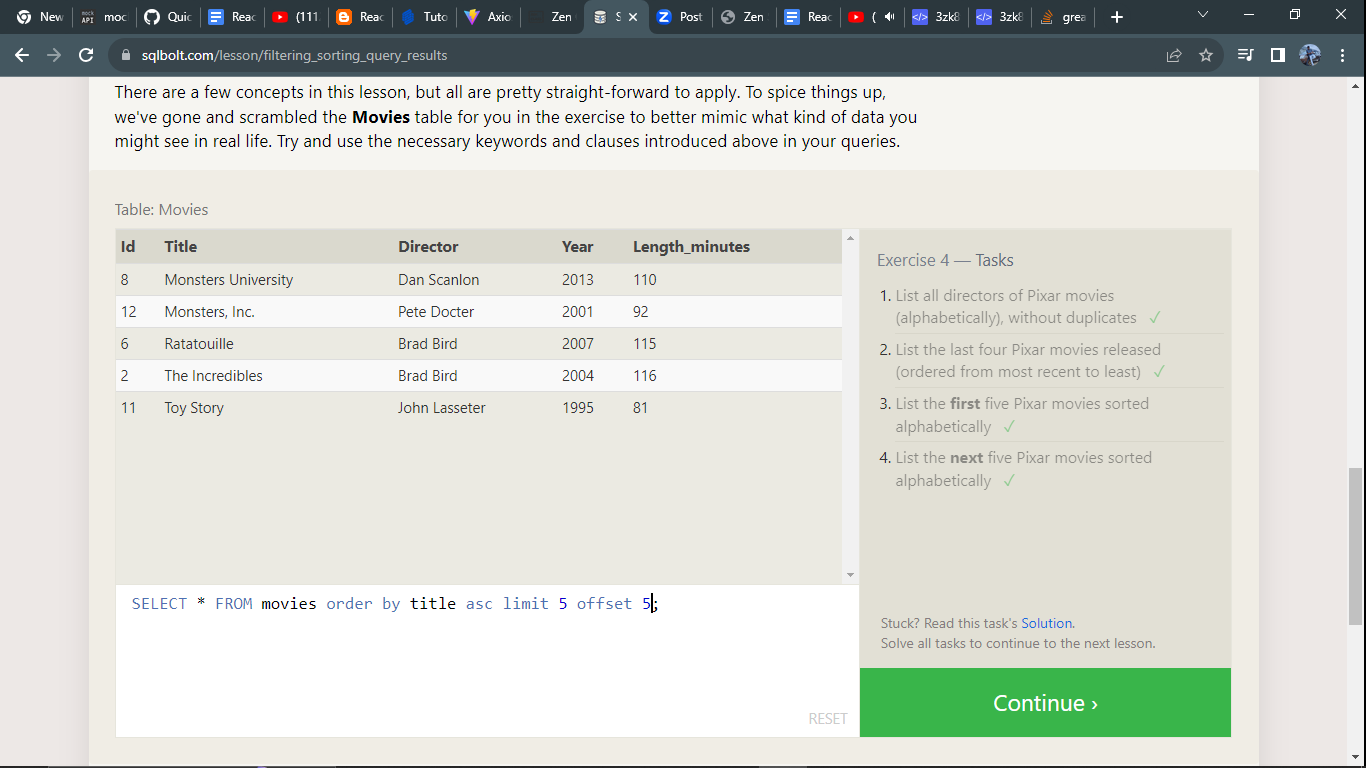 New
moc
Quic
Reac
(111
Reac
Tuto
Axio
Zen
S
Post
Zen
Reac
(
3zk8
3zk8
grea
sqlbolt.com/lesson/filtering_sorting_query_results
There are a few concepts in this lesson, but all are pretty straight-forward to apply. To spice things up,
we've gone and scrambled the Movies table for you in the exercise to better mimic what kind of data you
might see in real life. Try and use the necessary keywords and clauses introduced above in your queries.
Table: Movies
Id Title Director Year Length_minutes
8 Monsters University Dan Scanlon 2013 110
12 Monsters, Inc. Pete Docter 2001 92
6 Ratatouille Brad Bird 2007 115
2 The Incredibles Brad Bird 2004 116
11 Toy Story John Lasseter 1995 81
SELECT * FROM movies order by title asc limit 5 offset 5;
RESET
Exercise 4 — Tasks
1. List all directors of Pixar movies
(alphabetically), without duplicates ✓
2. List the last four Pixar movies released
(ordered from most recent to least) ✓
3. List the first five Pixar movies sorted
alphabetically ✓
4. List the next five Pixar movies sorted
alphabetically ✓
Stuck? Read this task's Solution.
Solve all tasks to continue to the next lesson.
Continue ›